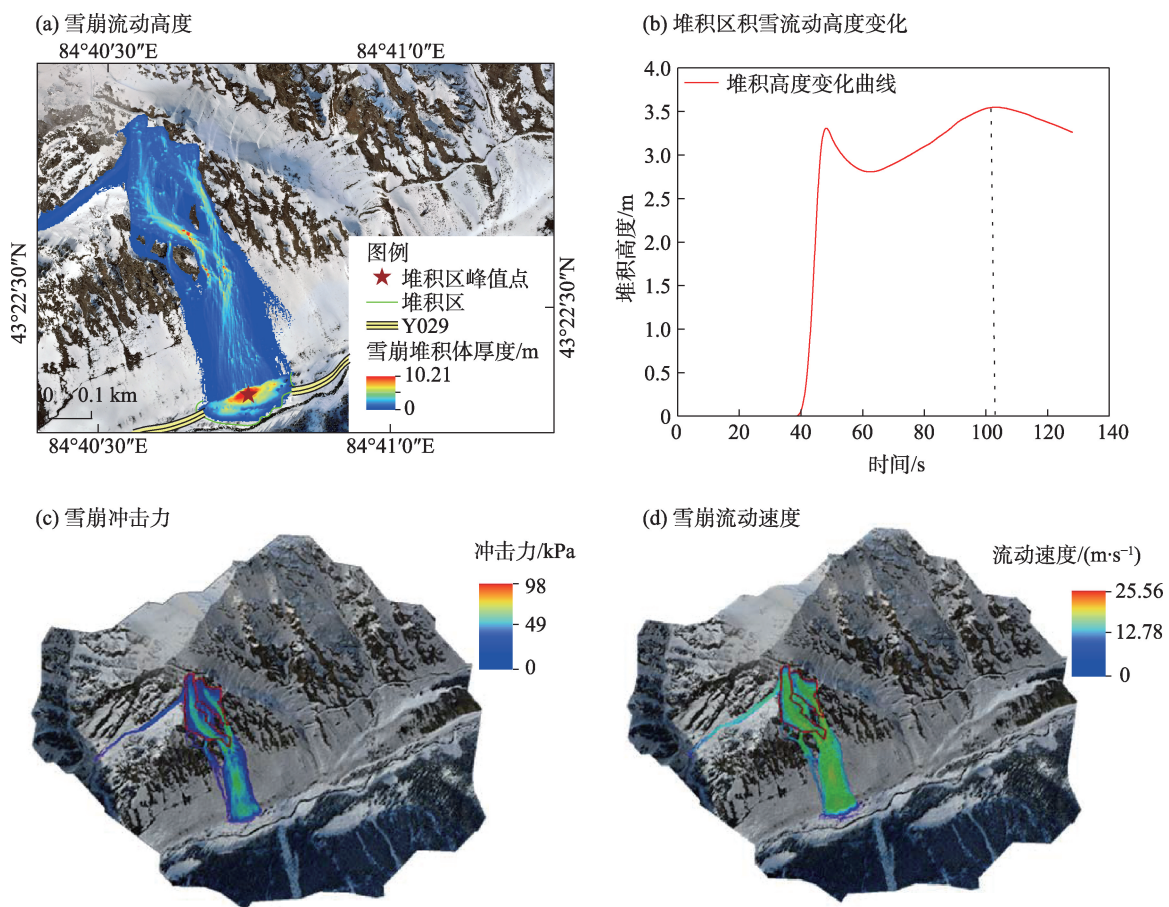 (a) 雪崩流动高度
84°40′30″E
84°41′0″E
43°22′30″N
43°22′30″N
图例
堆积区峰值点
堆积区
Y029
雪崩堆积体厚度/m
10.21
0
0 0.1 km
84°40′30″E
84°41′0″E
(b) 堆积区积雪流动高度变化
堆积高度变化曲线
4.0
3.5
3.0
2.5
2.0
1.5
1.0
0.5
0
堆积高度/m
0 20 40 60 80 100 120 140
时间/s
(c) 雪崩冲击力
冲击力/kPa
98
49
0
(d) 雪崩流动速度
流动速度/(m·s⁻¹)
25.56
12.78
0